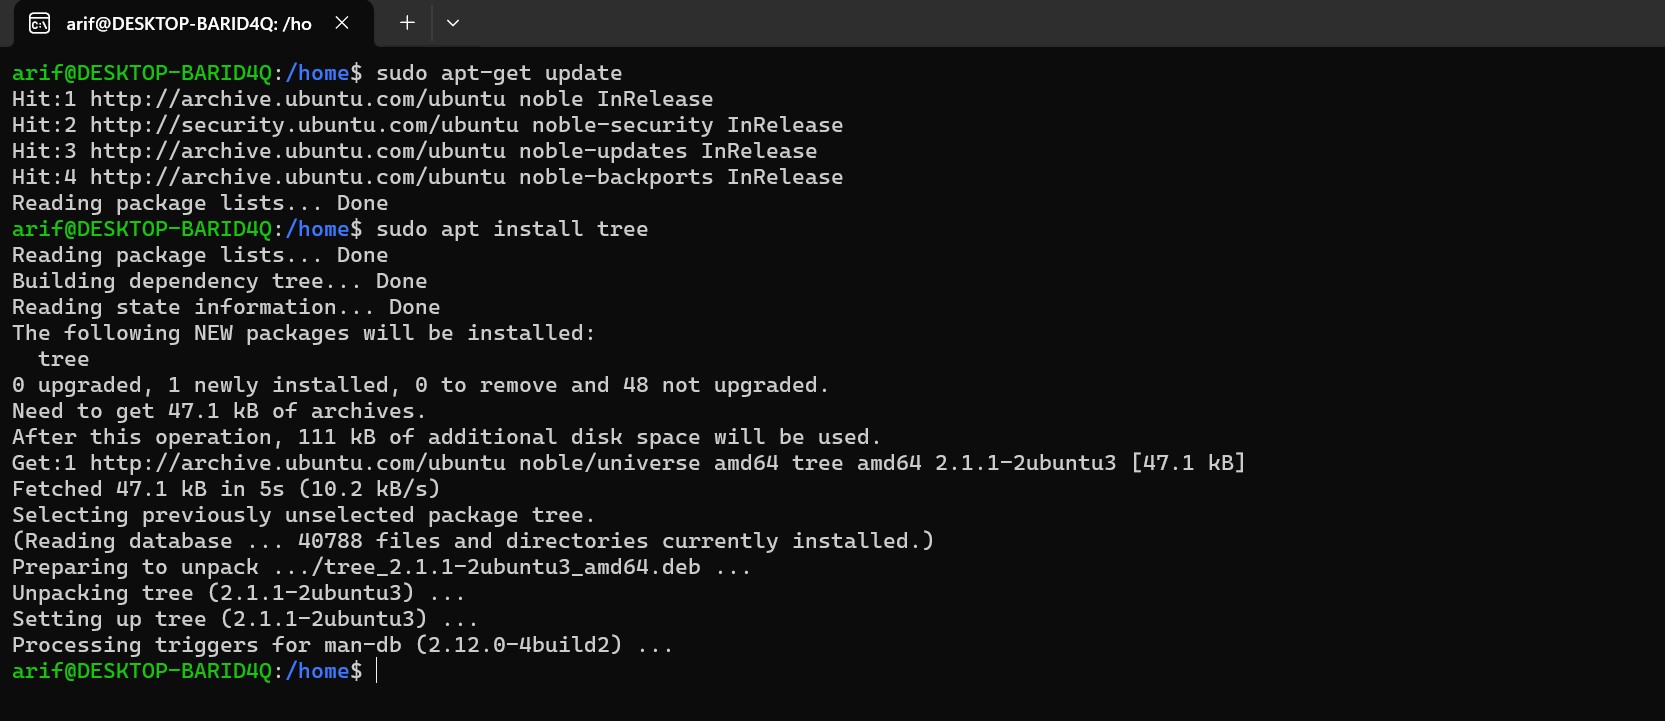 arif@DESKTOP-BARID4Q: /ho
arif@DESKTOP-BARID4Q:/home$ sudo apt-get update
Hit:1 http://archive.ubuntu.com/ubuntu noble InRelease
Hit:2 http://security.ubuntu.com/ubuntu noble-security InRelease
Hit:3 http://archive.ubuntu.com/ubuntu noble-updates InRelease
Hit:4 http://archive.ubuntu.com/ubuntu noble-backports InRelease
Reading package lists... Done
arif@DESKTOP-BARID4Q:/home$ sudo apt install tree
Reading package lists... Done
Building dependency tree... Done
Reading state information... Done
The following NEW packages will be installed:
  tree
0 upgraded, 1 newly installed, 0 to remove and 48 not upgraded.
Need to get 47.1 kB of archives.
After this operation, 111 kB of additional disk space will be used.
Get:1 http://archive.ubuntu.com/ubuntu noble/universe amd64 tree amd64 2.1.1-2ubuntu3 [47.1 kB]
Fetched 47.1 kB in 5s (10.2 kB/s)
Selecting previously unselected package tree.
(Reading database ... 40788 files and directories currently installed.)
Preparing to unpack .../tree_2.1.1-2ubuntu3_amd64.deb ...
Unpacking tree (2.1.1-2ubuntu3) ...
Setting up tree (2.1.1-2ubuntu3) ...
Processing triggers for man-db (2.12.0-4build2) ...
arif@DESKTOP-BARID4Q:/home$